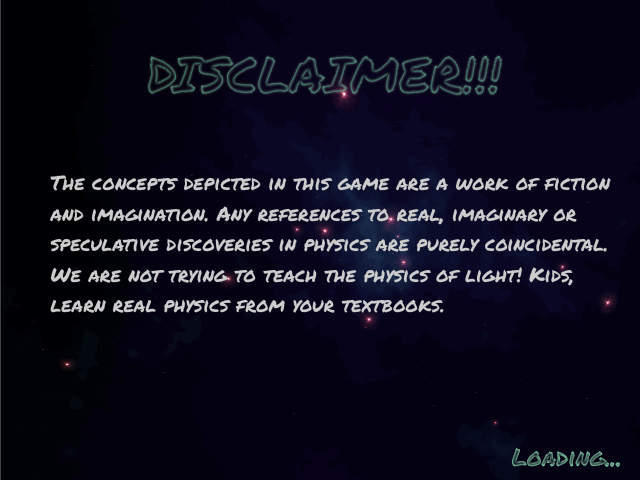 DISCLAIMER!!!
The concepts depicted in this game are a work of fiction
and imagination. Any references to real, imaginary or
speculative discoveries in physics are purely coincidental.
We are not trying to teach the physics of light! Kids,
learn real physics from your textbooks.
Loading...